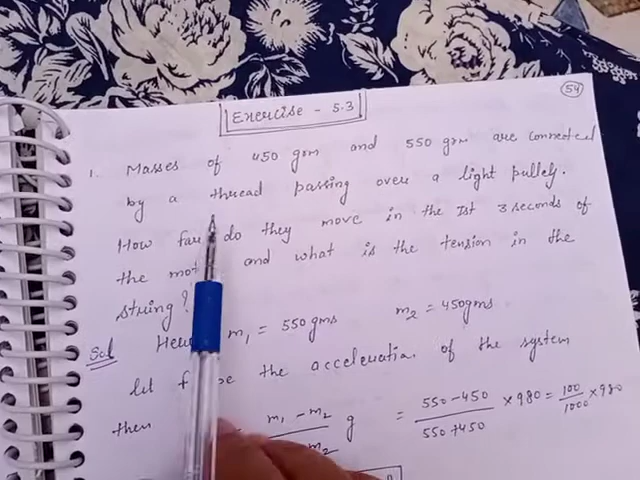 54
Exercise - 5.3
1. Masses of 450 grm and 550 grm are connected
by a thread passing over a light pulley.
How far do they move in the Ist 3 seconds of
the and what is the tension in the
string?
Sol m₁ = 550 gms m₂ = 450 gms
let be the acceleration of the system
then m₁ - m₂ g = 550-450 / 550+450 × 980 = 100/1000 × 980
m₂